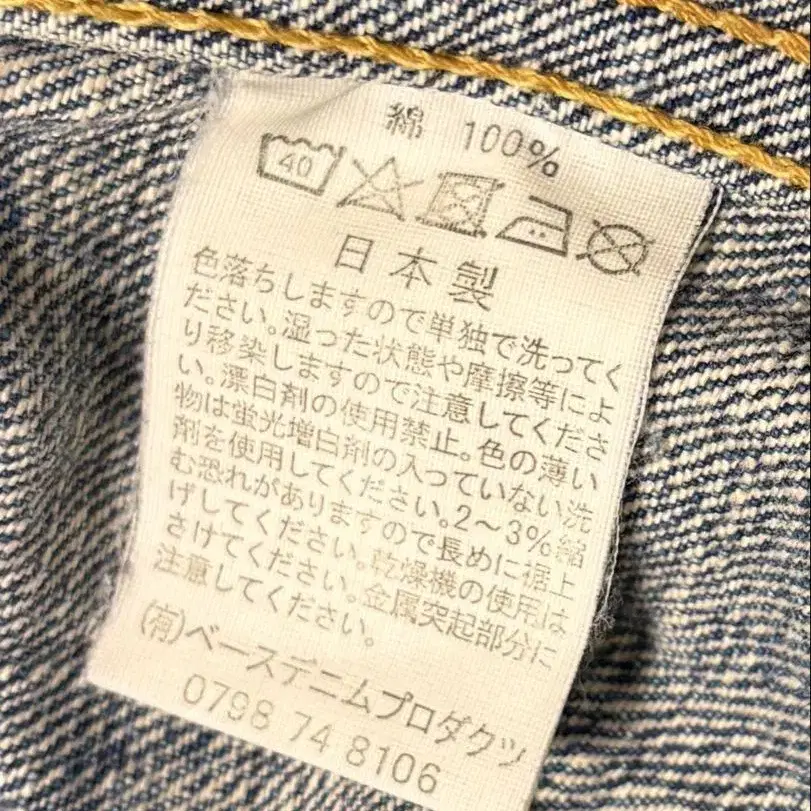 綿 100%
40
日本製
色落ちしますので単独で洗ってく
ださい。湿った状態や摩擦等によ
り移染しますので注意してくださ
い。漂白剤の使用禁止。色の薄い
物は蛍光増白剤の入っていない洗
剤を使用してください。2～3%縮
む恐れがありますので長めに裾上
げしてください。乾燥機の使用は
さけてください。金属突起部分に
注意してください。
(有)ベースデニムプロダクツ
0798 74 8106